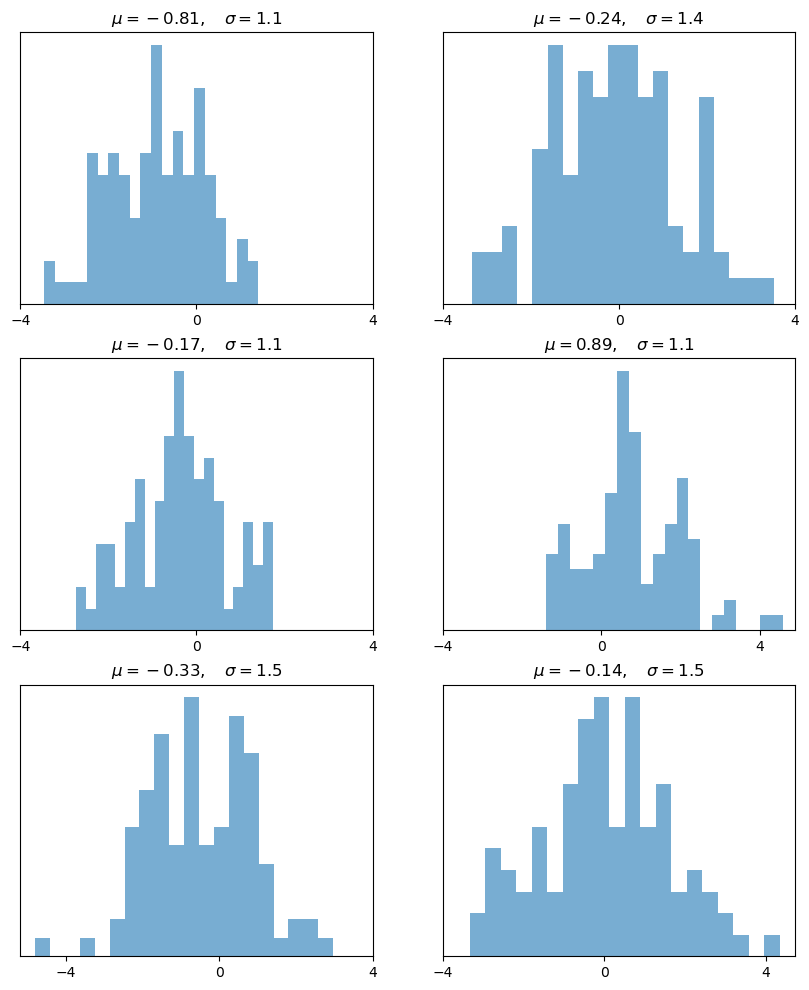 μ = −0.81, σ = 1.1
μ = −0.24, σ = 1.4
−4 0 4
−4 0 4
μ = −0.17, σ = 1.1
μ = 0.89, σ = 1.1
−4 0 4
−4 0 4
μ = −0.33, σ = 1.5
μ = −0.14, σ = 1.5
−4 0 4
−4 0 4